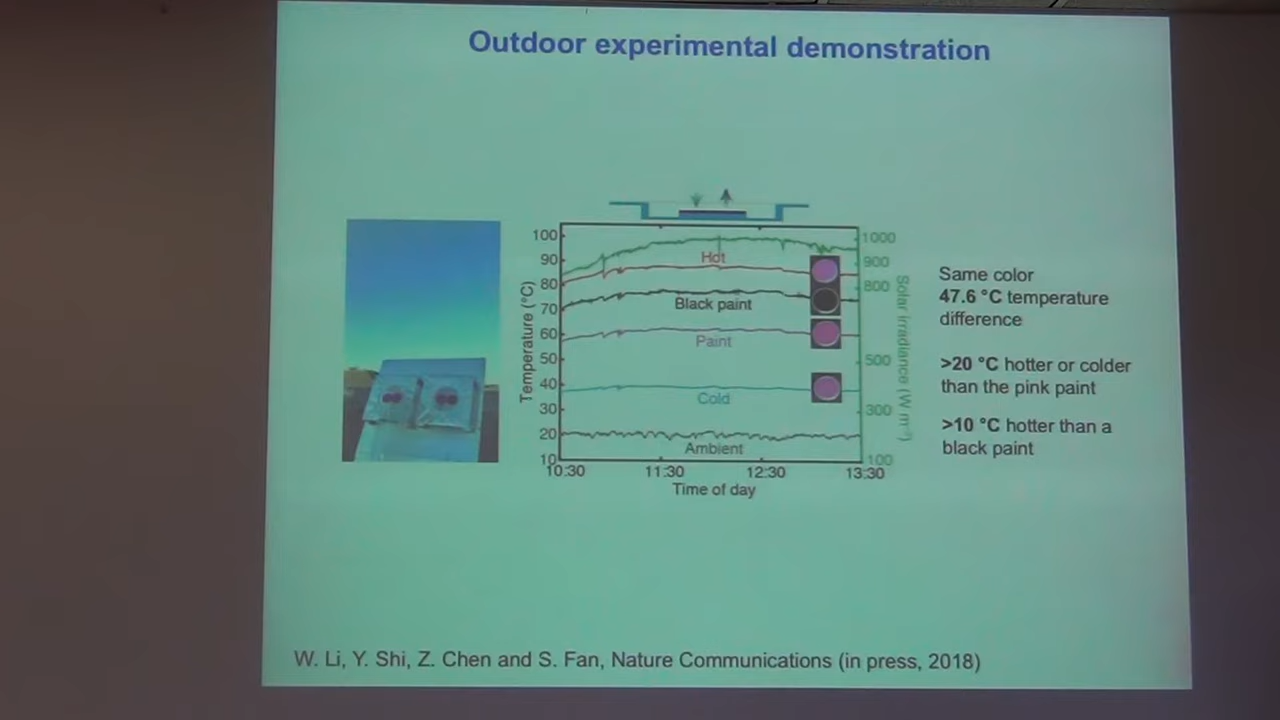 Outdoor experimental demonstration
100
90
80
70
60
50
40
30
20
10
Temperature (°C)
Hot
Black paint
Paint
Cold
Ambient
1000
900
800
500
300
100
Solar irradiance (W m⁻²)
10:30
11:30
12:30
13:30
Time of day
Same color
47.6 °C temperature
difference
>20 °C hotter or colder
than the pink paint
>10 °C hotter than a
black paint
W. Li, Y. Shi, Z. Chen and S. Fan, Nature Communications (in press, 2018)